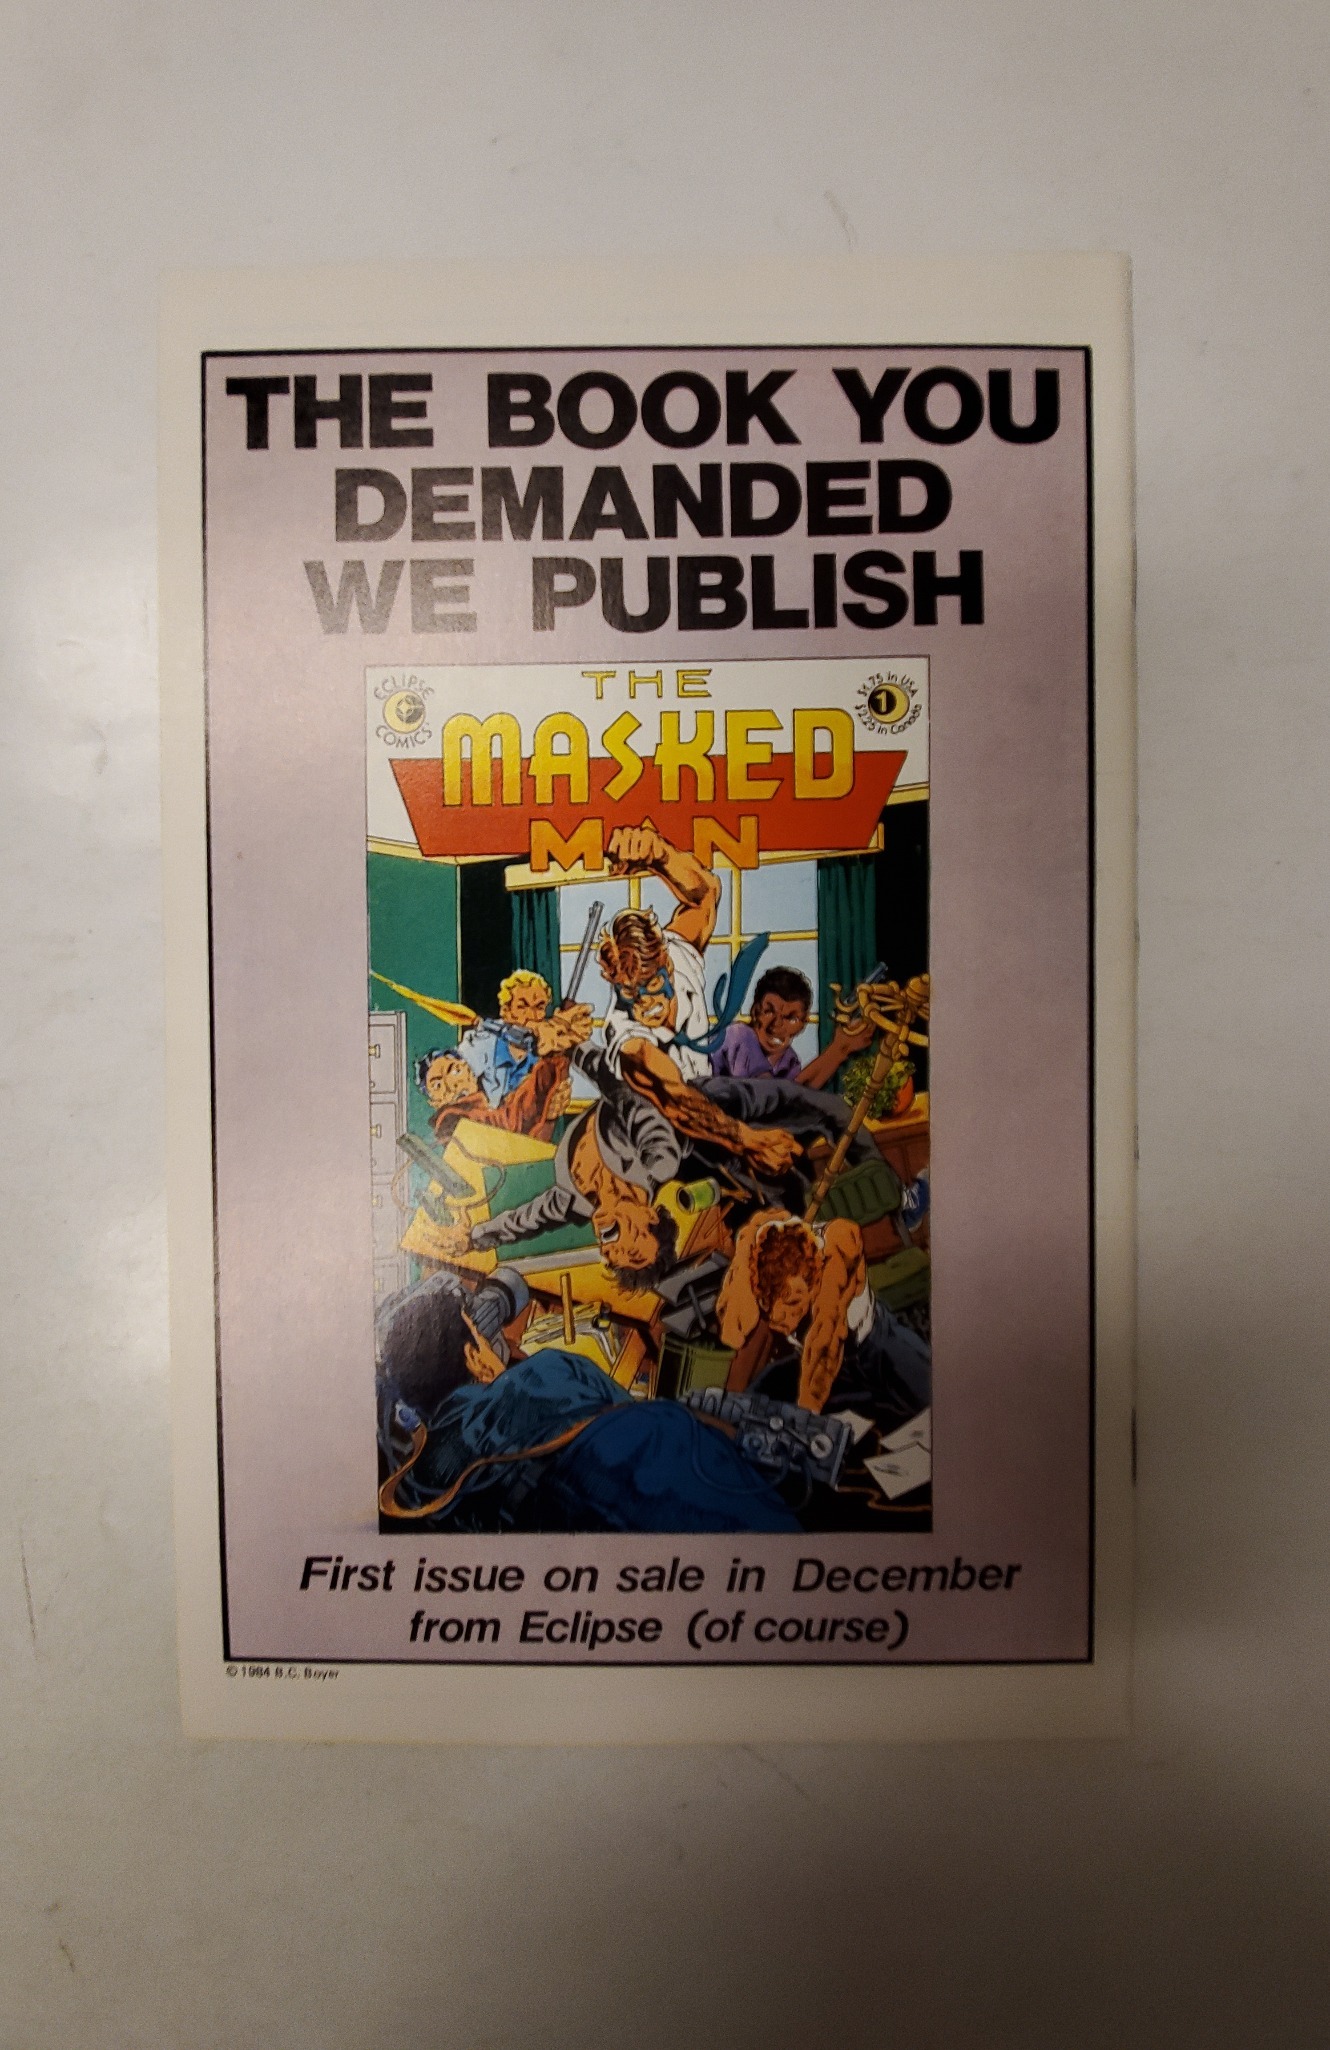 THE BOOK YOU
DEMANDED
WE PUBLISH
ECLIPSE
COMICS
THE
MASKED
MAN
$1.75 in USA
1
$2.25 in Canada
First issue on sale in December
from Eclipse (of course)
© 1984 B.C. Boyer